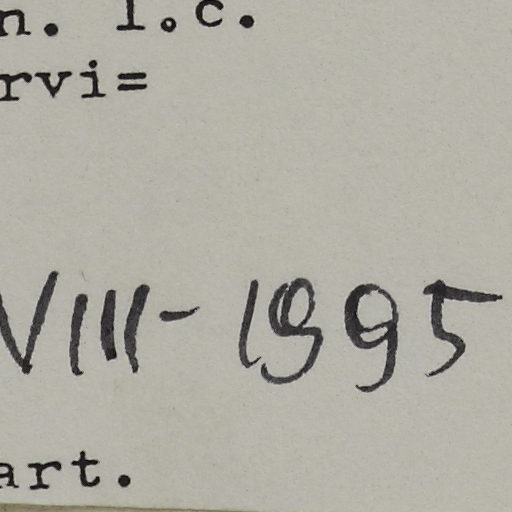 n. l.c.
rvi=
VIII-1995
art.